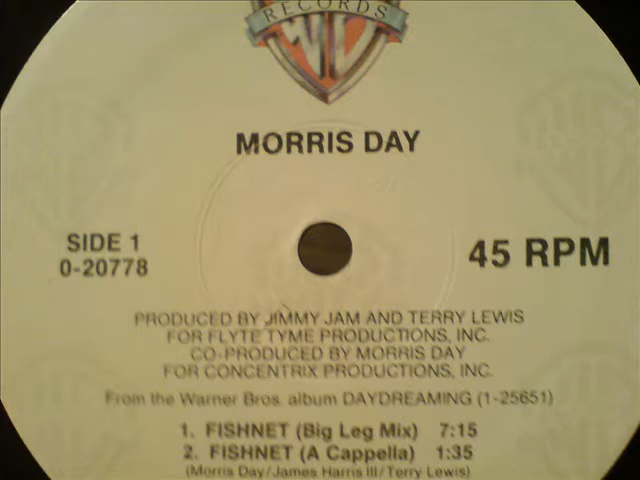 RECORDS
MORRIS DAY
SIDE 1
0-20778
45 RPM
PRODUCED BY JIMMY JAM AND TERRY LEWIS
FOR FLYTE TYME PRODUCTIONS, INC.
CO-PRODUCED BY MORRIS DAY
FOR CONCENTRIX PRODUCTIONS, INC.
From the Warner Bros. album DAYDREAMING (1-25651)
1. FISHNET (Big Leg Mix) 7:15
2. FISHNET (A Cappella) 1:35
(Morris Day/James Harris III/Terry Lewis)